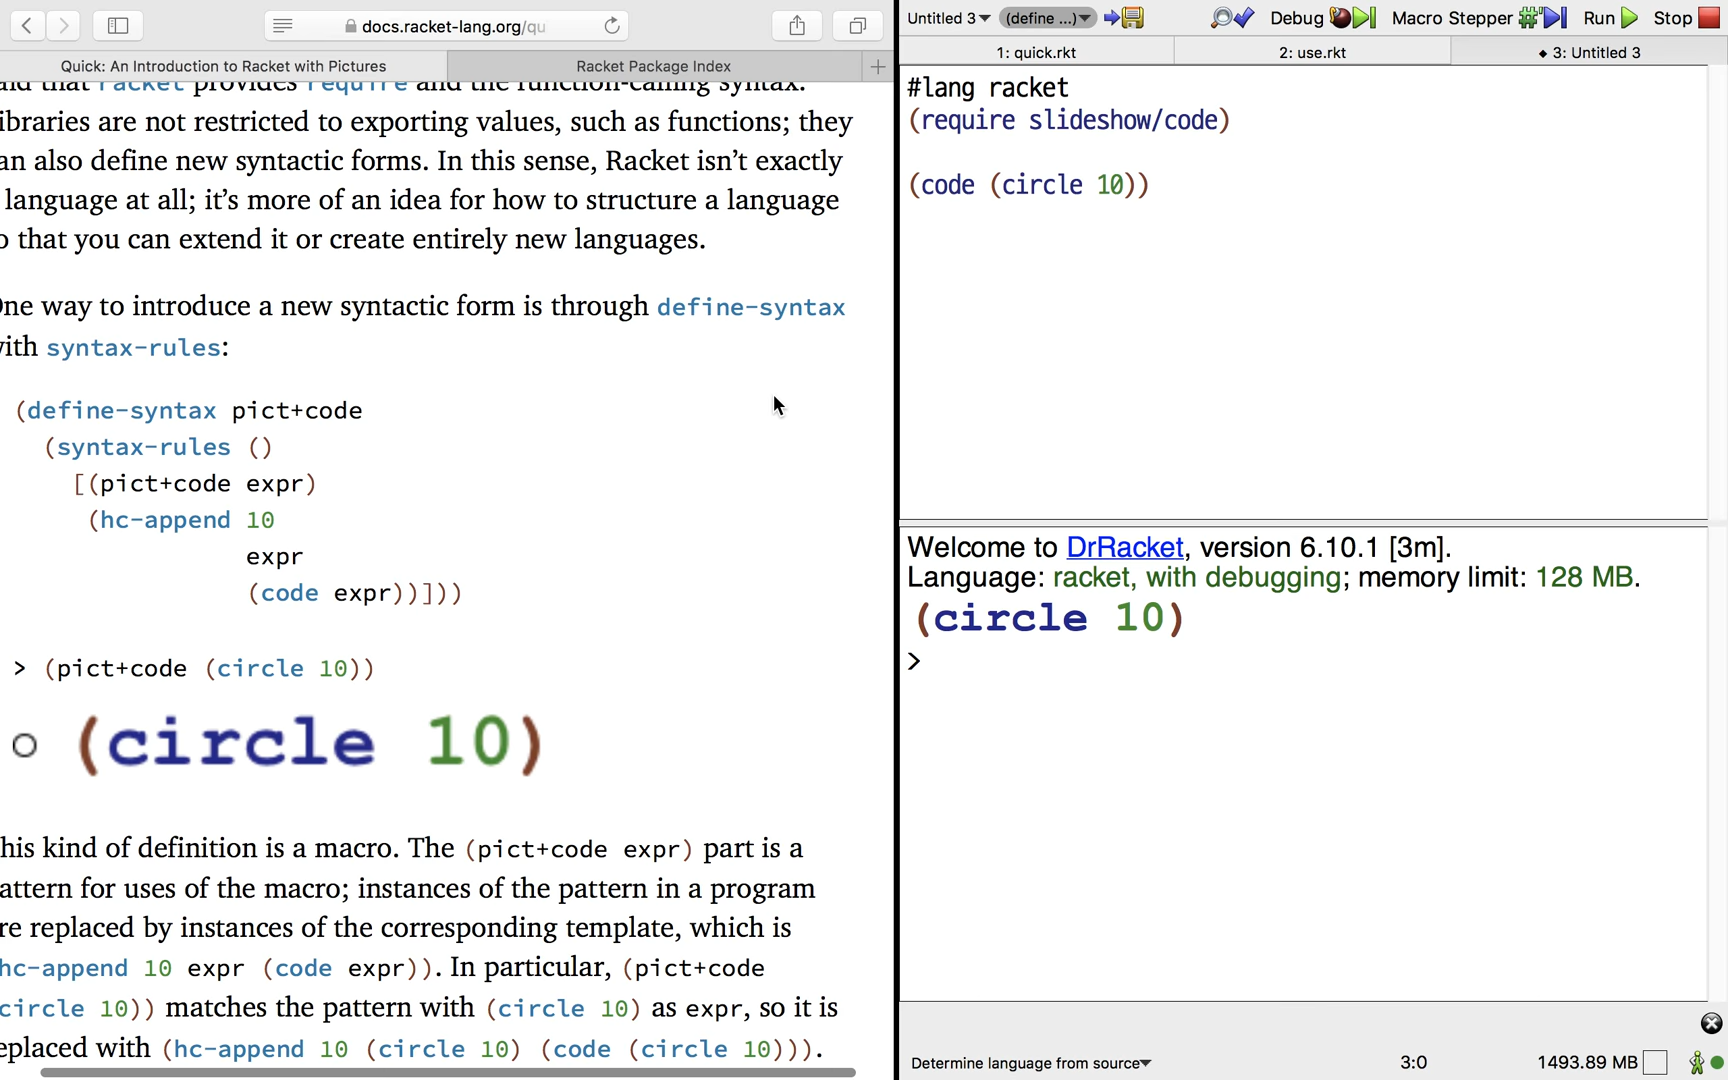 docs.racket-lang.org/qu
Quick: An Introduction to Racket with Pictures
Racket Package Index
+
that racket provides require and the function-calling syntax.
ibraries are not restricted to exporting values, such as functions; they
an also define new syntactic forms. In this sense, Racket isn’t exactly
language at all; it’s more of an idea for how to structure a language
o that you can extend it or create entirely new languages.
One way to introduce a new syntactic form is through define-syntax
with syntax-rules:
(define-syntax pict+code
(syntax-rules ()
[(pict+code expr)
(hc-append 10
expr
(code expr))]))
> (pict+code (circle 10))
(circle 10)
his kind of definition is a macro. The (pict+code expr) part is a
attern for uses of the macro; instances of the pattern in a program
re replaced by instances of the corresponding template, which is
hc-append 10 expr (code expr)). In particular, (pict+code
circle 10)) matches the pattern with (circle 10) as expr, so it is
eplaced with (hc-append 10 (circle 10) (code (circle 10))).
Untitled 3 (define ...) Debug Macro Stepper Run Stop
1: quick.rkt 2: use.rkt ◆ 3: Untitled 3
#lang racket
(require slideshow/code)
(code (circle 10))
Welcome to DrRacket, version 6.10.1 [3m].
Language: racket, with debugging; memory limit: 128 MB.
(circle 10)
>
Determine language from source 3:0 1493.89 MB